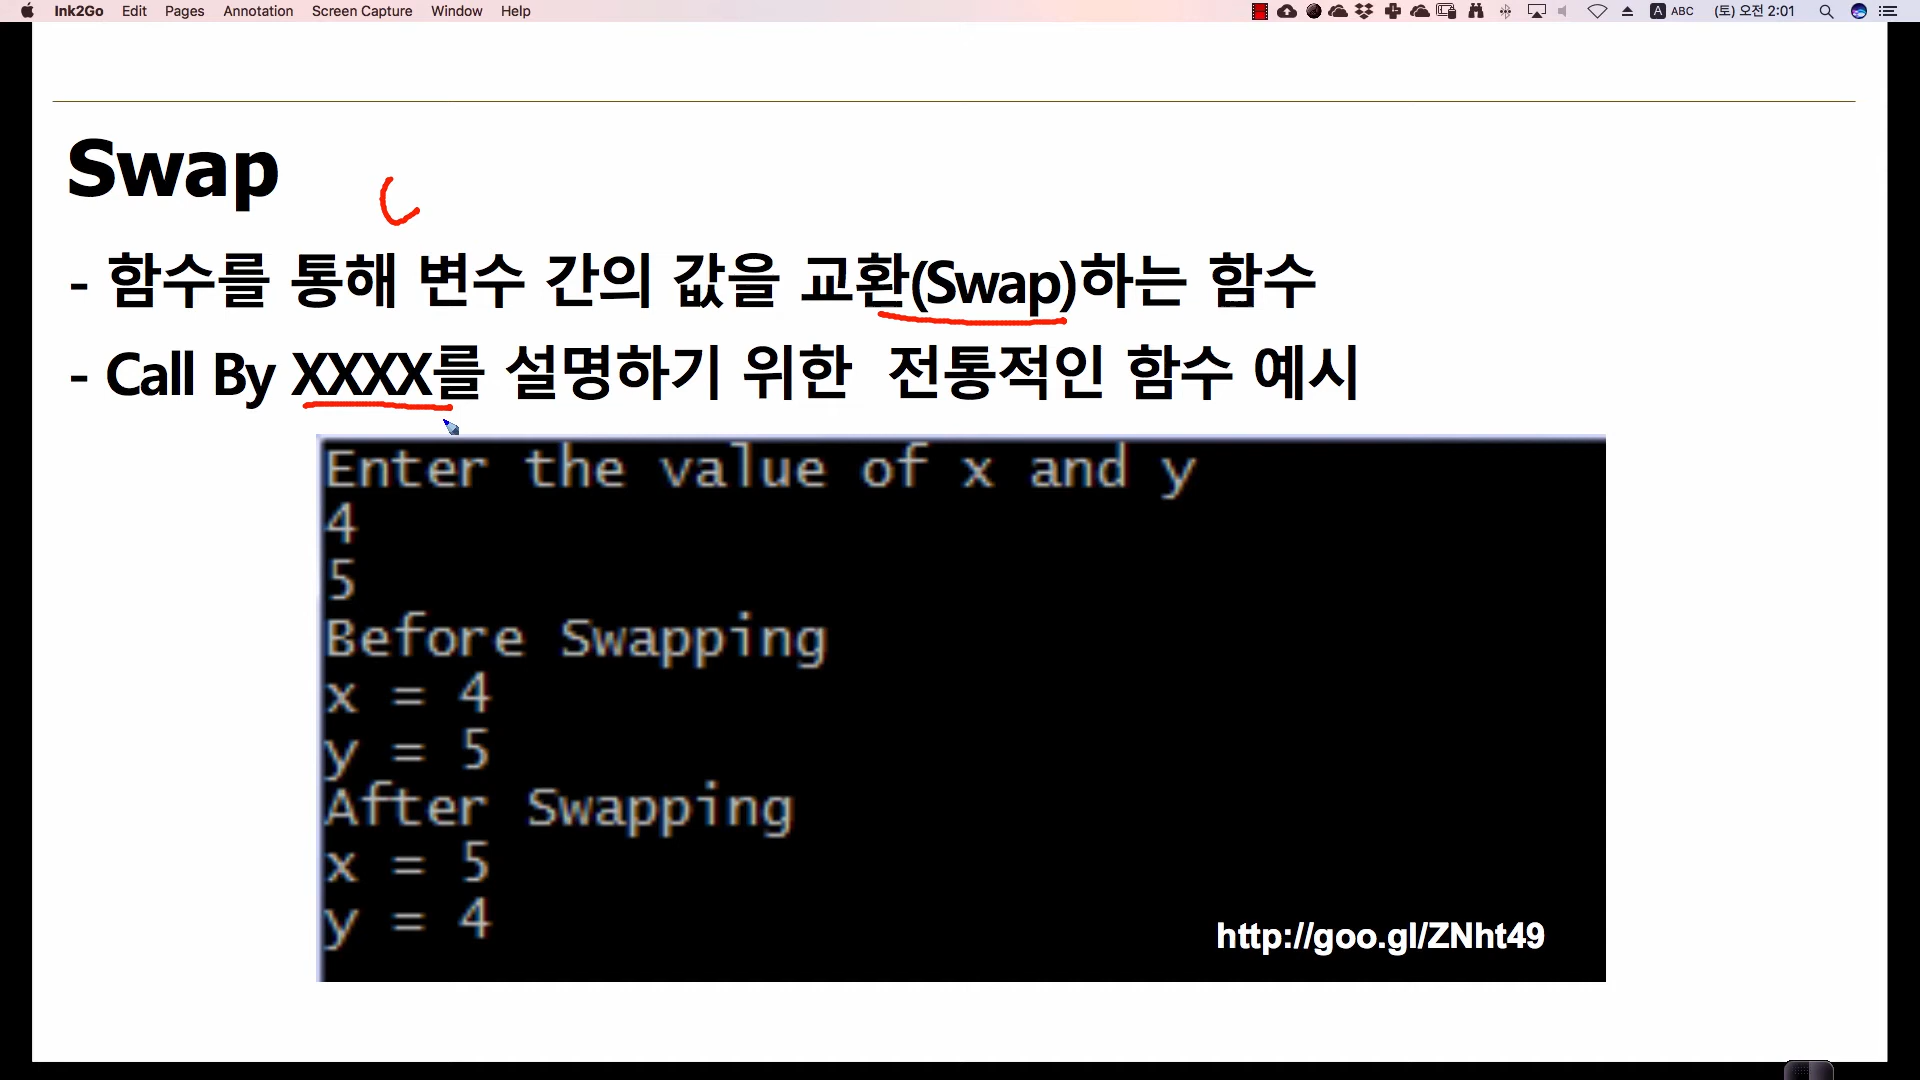 Ink2Go Edit Pages Annotation Screen Capture Window Help A ABC (토) 오전 2:01
Swap
C
- 함수를 통해 변수 간의 값을 교환(Swap)하는 함수
- Call By XXXX를 설명하기 위한 전통적인 함수 예시
Enter the value of x and y
4
5
Before Swapping
x = 4
y = 5
After Swapping
x = 5
y = 4
http://goo.gl/ZNht49